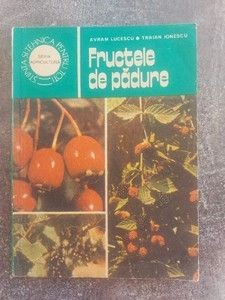 AVRAM LUCESCU ● TRAIAN IONESCU
Fructele
de pădure
ȘTIINȚA ȘI TEHNICA PENTRU TOȚI
SERIA
AGRICULTURĂ